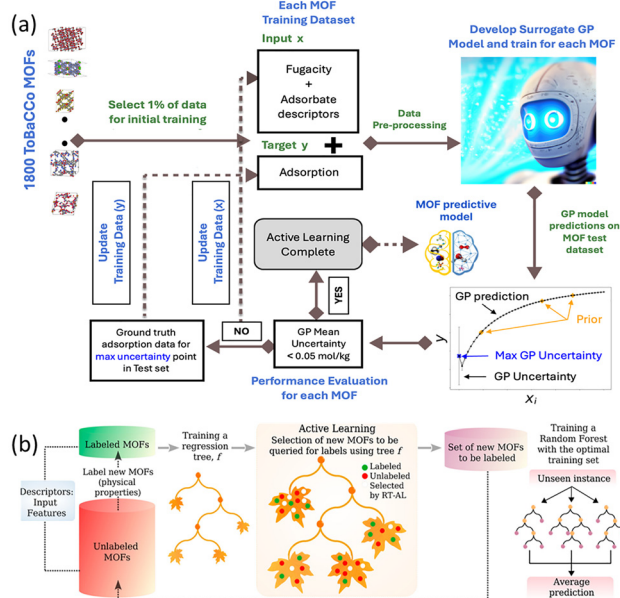 (a)
1800 ToBaCCo MOFs
Select 1% of data
for initial training
Each MOF
Training Dataset
Input x
Fugacity
+
Adsorbate
descriptors
Target y
+
Adsorption
Data
Pre-processing
Develop Surrogate GP
Model and train for each MOF
GP model
predictions on
MOF test
dataset
GP prediction
Prior
Max GP Uncertainty
GP Uncertainty
y
Xi
GP Mean
Uncertainty
< 0.05 mol/kg
Performance Evaluation
for each MOF
YES
Active Learning
Complete
MOF predictive
model
NO
Ground truth
adsorption data for
max uncertainty point
in Test set
Update
Training Data (y)
Update
Training Data (x)
(b)
Labeled MOFs
Label new MOFs
(physical
properties)
Descriptors:
Input
Features
Unlabeled
MOFs
Training a
regression
tree, f
Active Learning
Selection of new MOFs to be
queried for labels using tree f
Labeled
Unlabeled
Selected
by RT-AL
Set of new MOFs
to be labeled
Training a
Random Forest
with the optimal
training set
Unseen instance
Average
prediction